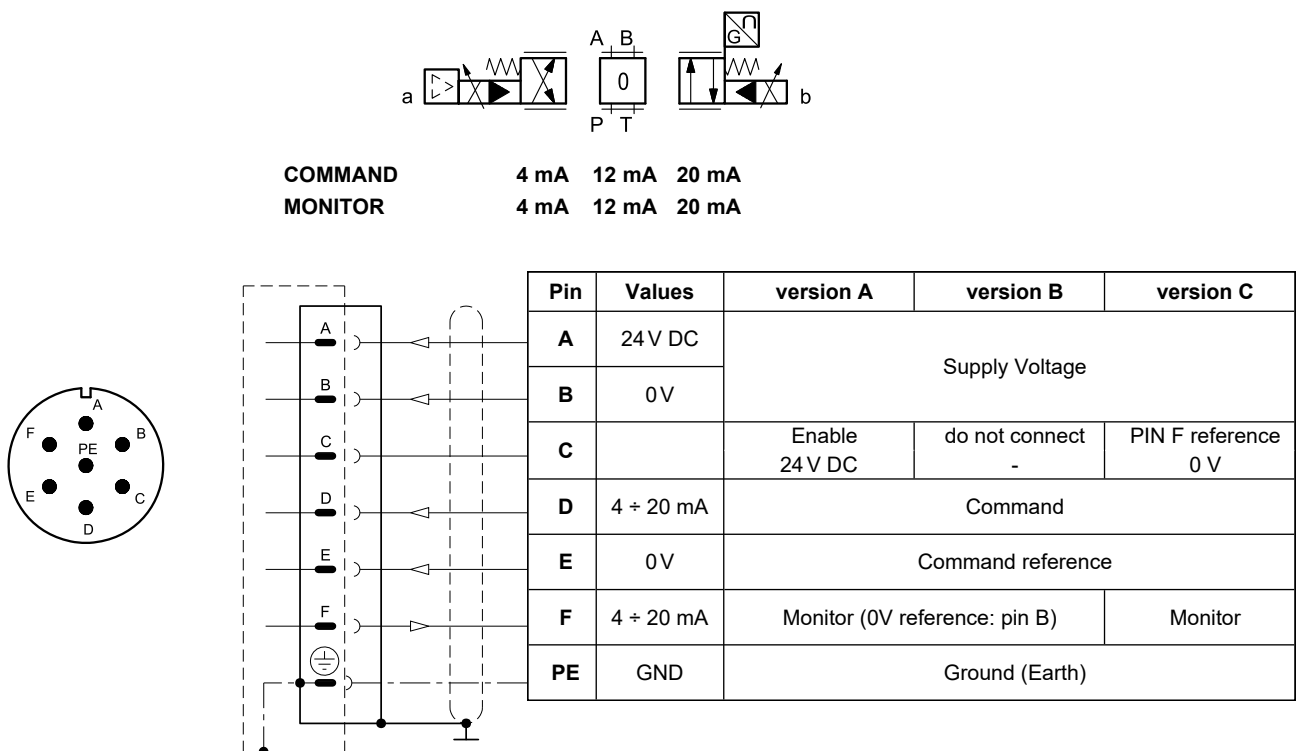 G
A B
a
0
b
P T
COMMAND 4 mA 12 mA 20 mA
MONITOR 4 mA 12 mA 20 mA
Pin Values version A version B version C
A A 24 V DC Supply Voltage
B B 0 V
C C Enable 24 V DC do not connect - PIN F reference 0 V
D D 4 ÷ 20 mA Command
E E 0 V Command reference
F F 4 ÷ 20 mA Monitor (0V reference: pin B) Monitor
PE GND Ground (Earth)
A
F B
PE
E C
D